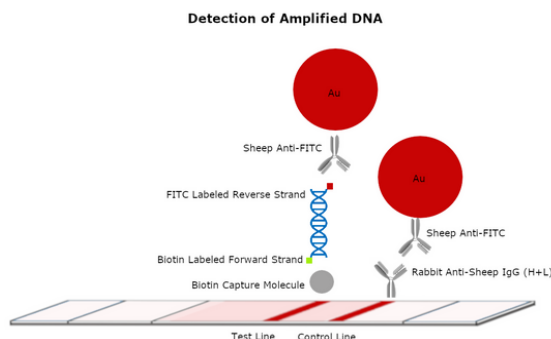 Detection of Amplified DNA
Au
Sheep Anti-FITC
Au
FITC Labeled Reverse Strand
Sheep Anti-FITC
Biotin Labeled Forward Strand
Rabbit Anti-Sheep IgG (H+L)
Biotin Capture Molecule
Test Line
Control Line